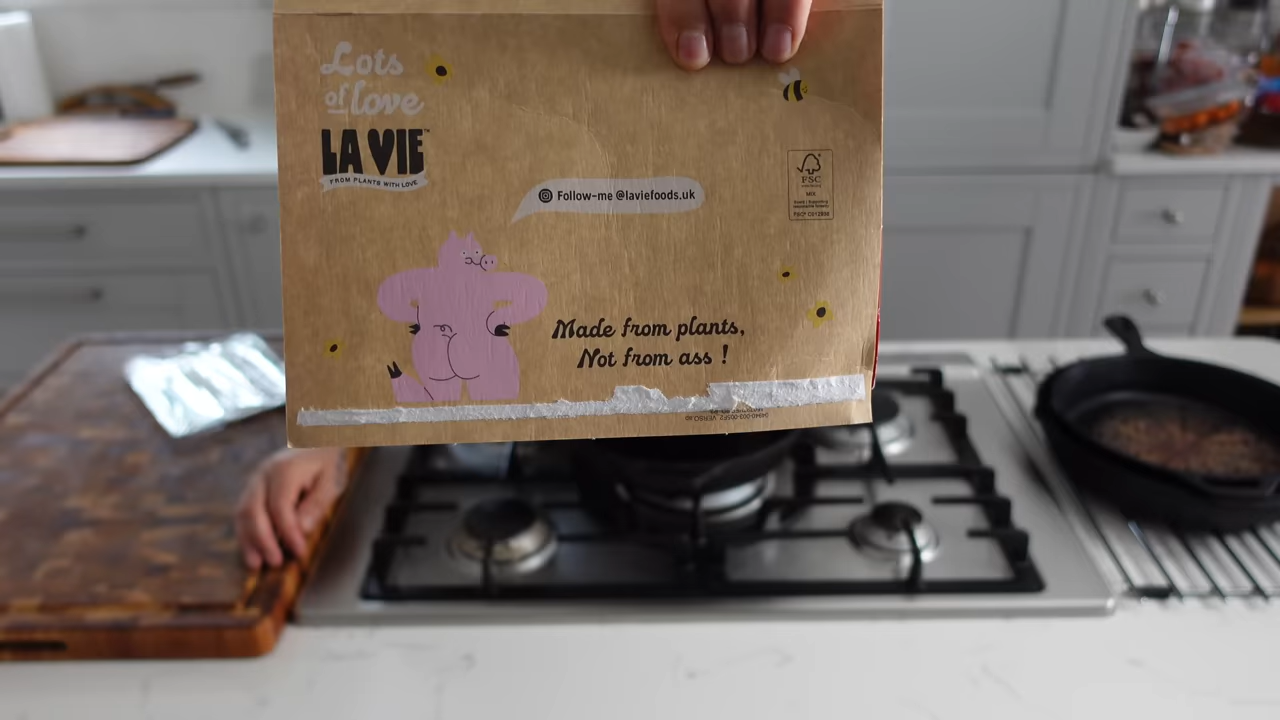 Lots
of love
LA VIE™
FROM PLANTS WITH LOVE
Follow-me @laviefoods.uk
FSC
MIX
Made from plants,
Not from ass !